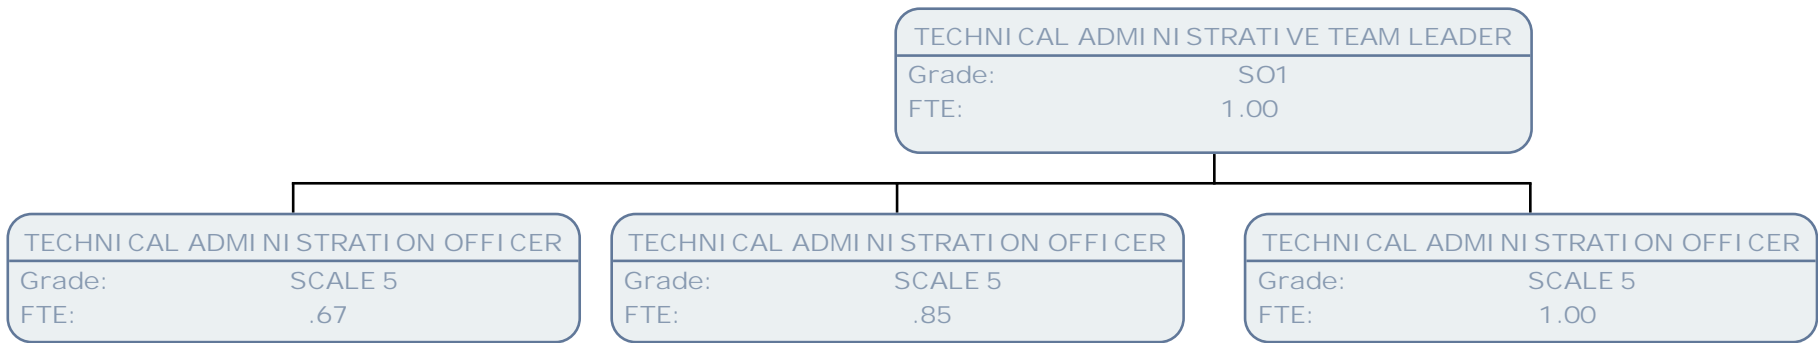 TECHNICAL ADMINISTRATIVE TEAM LEADER
Grade: SO1
FTE: 1.00
TECHNICAL ADMINISTRATION OFFICER
Grade: SCALE 5
FTE: .67
TECHNICAL ADMINISTRATION OFFICER
Grade: SCALE 5
FTE: .85
TECHNICAL ADMINISTRATION OFFICER
Grade: SCALE 5
FTE: 1.00